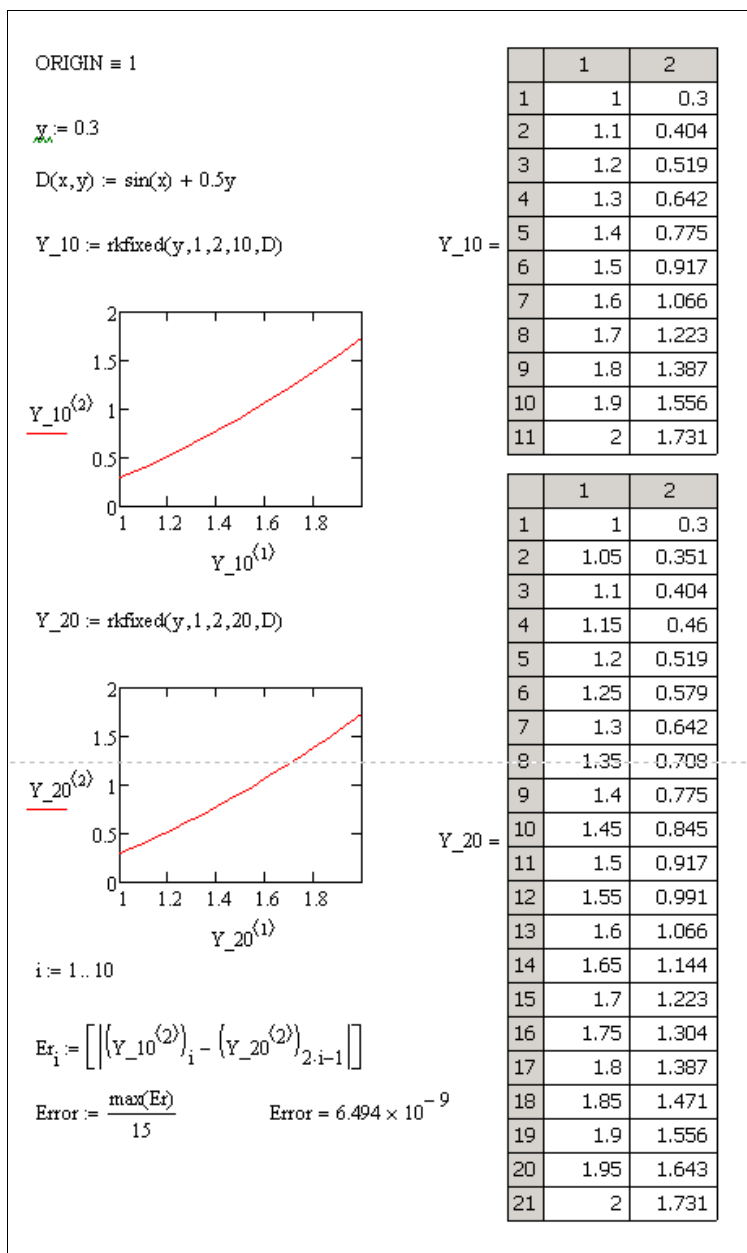 ORIGIN ≡ 1
y := 0.3
D(x,y) := sin(x) + 0.5y
Y_10 := rkfixed(y,1,2,10,D)
2
1.5
1
0.5
0
Y_10⟨2⟩
1 1.2 1.4 1.6 1.8
Y_10⟨1⟩
Y_10 =
1 2
1 1 0.3
2 1.1 0.404
3 1.2 0.519
4 1.3 0.642
5 1.4 0.775
6 1.5 0.917
7 1.6 1.066
8 1.7 1.223
9 1.8 1.387
10 1.9 1.556
11 2 1.731
Y_20 := rkfixed(y,1,2,20,D)
2
1.5
1
0.5
0
Y_20⟨2⟩
1 1.2 1.4 1.6 1.8
Y_20⟨1⟩
Y_20 =
1 2
1 1 0.3
2 1.05 0.351
3 1.1 0.404
4 1.15 0.46
5 1.2 0.519
6 1.25 0.579
7 1.3 0.642
8 1.35 0.708
9 1.4 0.775
10 1.45 0.845
11 1.5 0.917
12 1.55 0.991
13 1.6 1.066
14 1.65 1.144
15 1.7 1.223
16 1.75 1.304
17 1.8 1.387
18 1.85 1.471
19 1.9 1.556
20 1.95 1.643
21 2 1.731
i := 1.. 10
Er_i := [|(Y_10⟨2⟩)_i − (Y_20⟨2⟩)_2·i−1|]
Error := max(Er)/15 Error = 6.494 × 10^−9